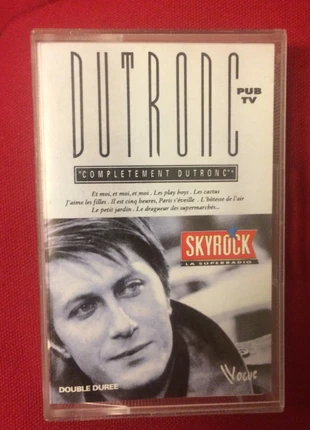 DUTRONC
PUB
TV
"COMPLETEMENT DUTRONC"
Et moi, et moi, et moi . Les play boys . Les cactus
J'aime les filles . Il est cinq heures, Paris s'éveille . L'hôtesse de l'air
Le petit jardin . Le dragueur des supermarchés...
SKYROCK
LA SUPERRADIO
Vogue
DOUBLE DUREE